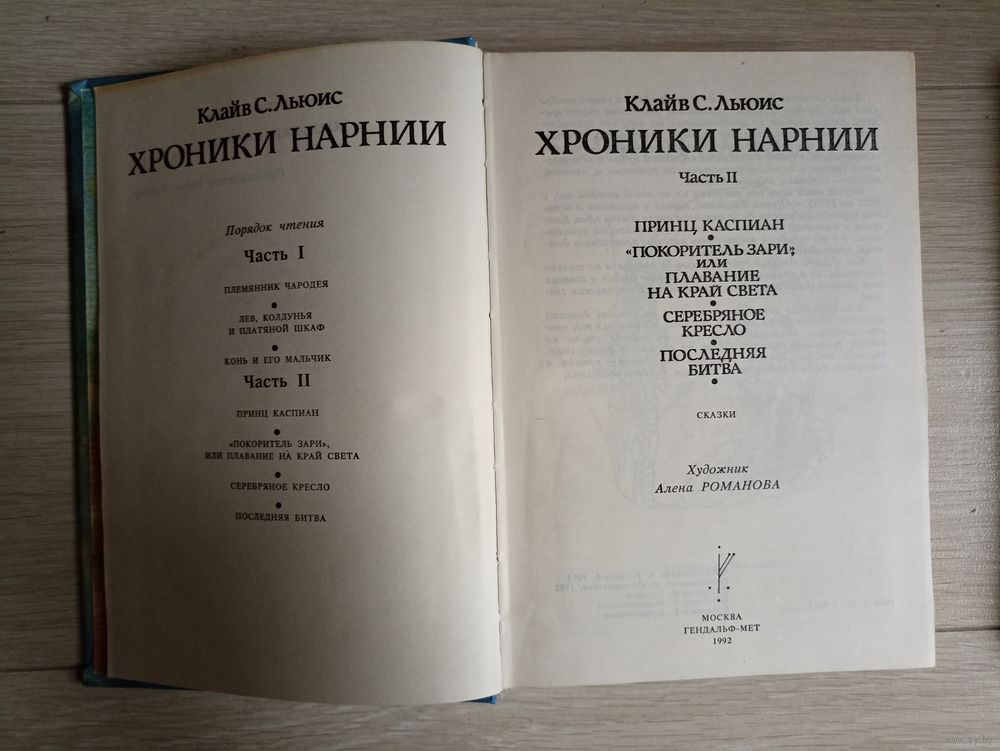 Клайв С. Льюис
ХРОНИКИ НАРНИИ
Порядок чтения
Часть I
ПЛЕМЯННИК ЧАРОДЕЯ
•
ЛЕВ, КОЛДУНЬЯ
И ПЛАТЯНОЙ ШКАФ
•
КОНЬ И ЕГО МАЛЬЧИК
Часть II
ПРИНЦ КАСПИАН
•
«ПОКОРИТЕЛЬ ЗАРИ»,
ИЛИ ПЛАВАНИЕ НА КРАЙ СВЕТА
•
СЕРЕБРЯНОЕ КРЕСЛО
•
ПОСЛЕДНЯЯ БИТВА
Клайв С. Льюис
ХРОНИКИ НАРНИИ
Часть II
ПРИНЦ КАСПИАН
•
«ПОКОРИТЕЛЬ ЗАРИ»,
ИЛИ
ПЛАВАНИЕ
НА КРАЙ СВЕТА
•
СЕРЕБРЯНОЕ
КРЕСЛО
•
ПОСЛЕДНЯЯ
БИТВА
•
СКАЗКИ
Художник
Алена РОМАНОВА
МОСКВА
ГЕНДАЛЬФ-МЕТ
1992
www.ay.by